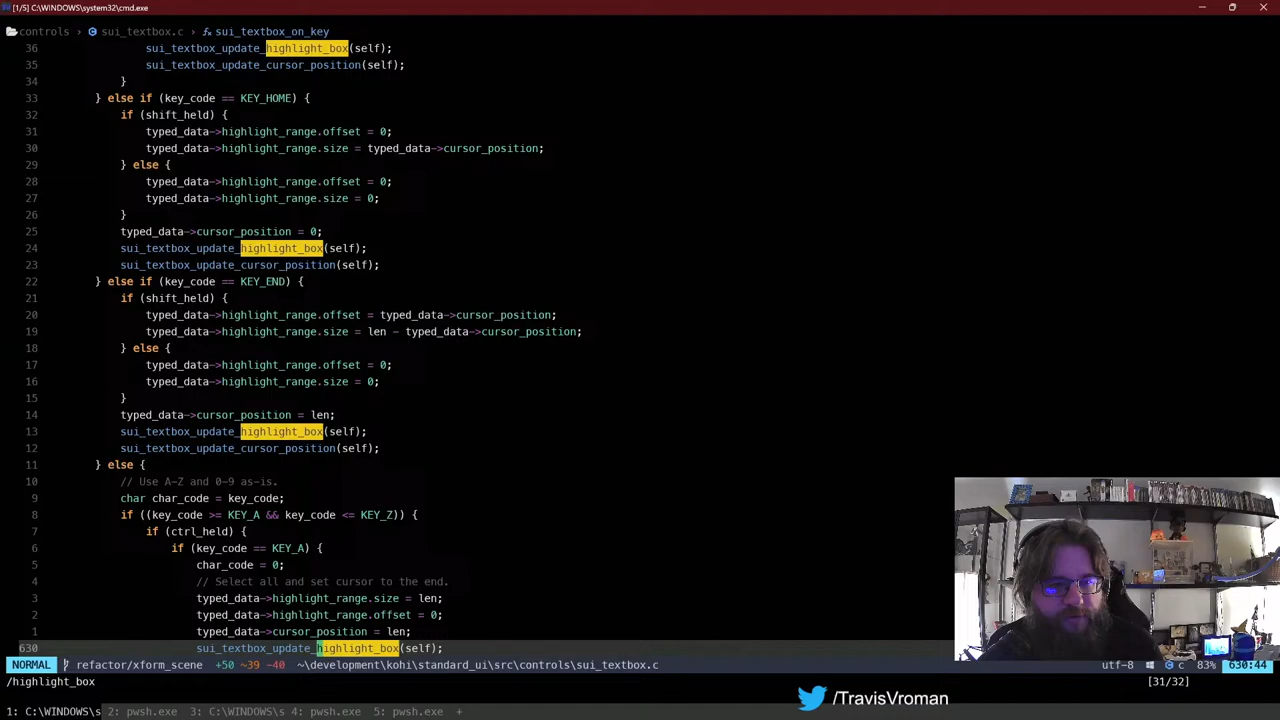 [1/5] C:\WINDOWS\system32\cmd.exe
controls > sui_textbox.c > sui_textbox_on_key
36 sui_textbox_update_highlight_box(self);
35 sui_textbox_update_cursor_position(self);
34 }
33 } else if (key_code == KEY_HOME) {
32 if (shift_held) {
31 typed_data->highlight_range.offset = 0;
30 typed_data->highlight_range.size = typed_data->cursor_position;
29 } else {
28 typed_data->highlight_range.offset = 0;
27 typed_data->highlight_range.size = 0;
26 }
25 typed_data->cursor_position = 0;
24 sui_textbox_update_highlight_box(self);
23 sui_textbox_update_cursor_position(self);
22 } else if (key_code == KEY_END) {
21 if (shift_held) {
20 typed_data->highlight_range.offset = typed_data->cursor_position;
19 typed_data->highlight_range.size = len - typed_data->cursor_position;
18 } else {
17 typed_data->highlight_range.offset = 0;
16 typed_data->highlight_range.size = 0;
15 }
14 typed_data->cursor_position = len;
13 sui_textbox_update_highlight_box(self);
12 sui_textbox_update_cursor_position(self);
11 } else {
10 // Use A-Z and 0-9 as-is.
9 char char_code = key_code;
8 if ((key_code >= KEY_A && key_code <= KEY_Z)) {
7 if (ctrl_held) {
6 if (key_code == KEY_A) {
5 char_code = 0;
4 // Select all and set cursor to the end.
3 typed_data->highlight_range.size = len;
2 typed_data->highlight_range.offset = 0;
1 typed_data->cursor_position = len;
630 sui_textbox_update_highlight_box(self);
NORMAL refactor/xform_scene +50 ~39 -40 ~\development\kohi\standard_ui\src\controls\sui_textbox.c utf-8 c 83% 630:44
/highlight_box [31/32]
/TravisVroman
1: C:\WINDOWS\s 2: pwsh.exe 3: C:\WINDOWS\s 4: pwsh.exe 5: pwsh.exe +